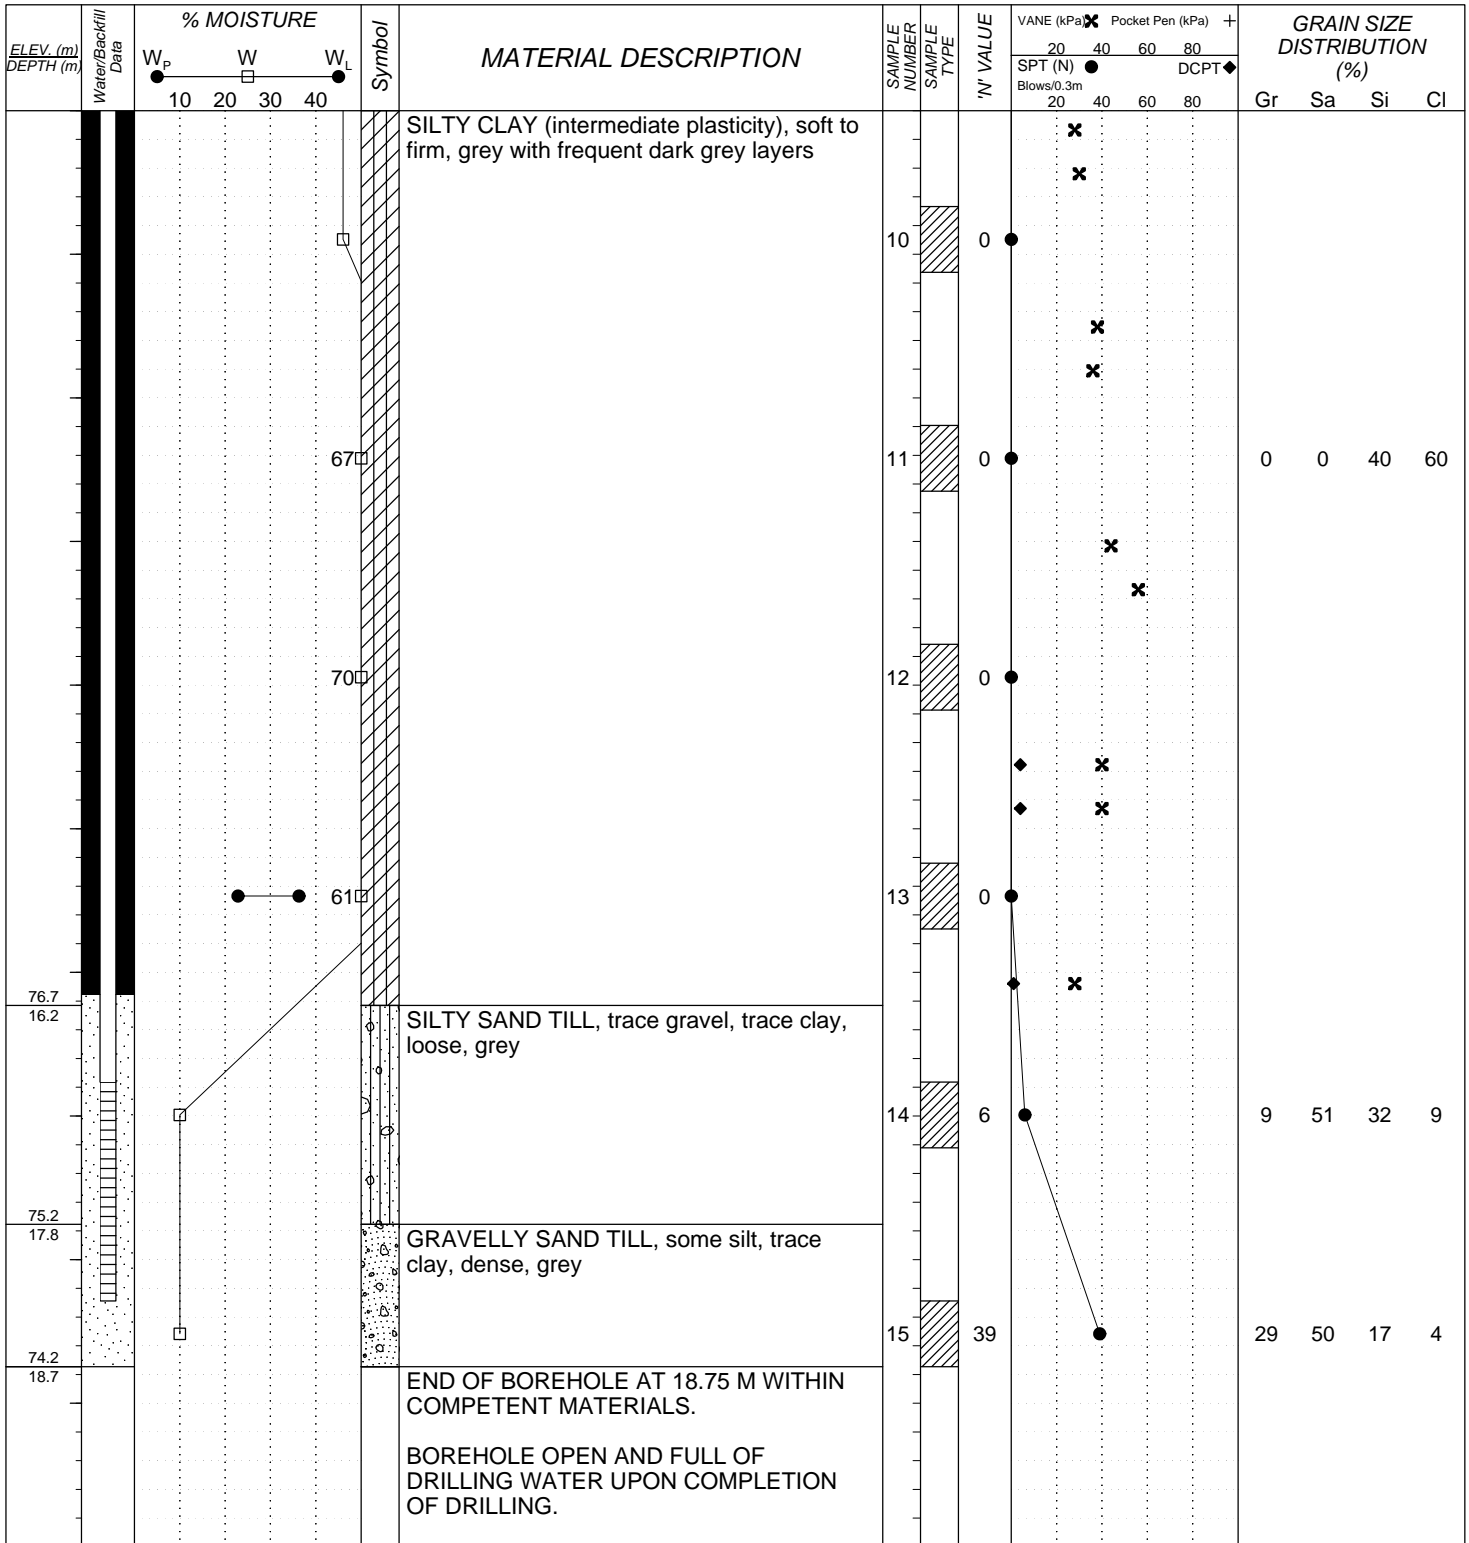 ELEV. (m)
DEPTH (m)
Water/Backfill
Data
% MOISTURE
WP W WL
10 20 30 40
Symbol
MATERIAL DESCRIPTION
SAMPLE
NUMBER
SAMPLE
TYPE
'N' VALUE
VANE (kPa) Pocket Pen (kPa)
20 40 60 80
SPT (N) DCPT
Blows/0.3m
40 60 80
GRAIN SIZE
DISTRIBUTION
(%)
Gr Sa Si Cl
SILTY CLAY (intermediate plasticity), soft to
firm, grey with frequent dark grey layers
10 0
67 11 0 0 0 40 60
70 12 0
61 13 0
76.7
16.2
SILTY SAND TILL, trace gravel, trace clay,
loose, grey
14 6 9 51 32 9
75.2
17.8
GRAVELLY SAND TILL, some silt, trace
clay, dense, grey
15 39 29 50 17 4
74.2
18.7
END OF BOREHOLE AT 18.75 M WITHIN
COMPETENT MATERIALS.
BOREHOLE OPEN AND FULL OF
DRILLING WATER UPON COMPLETION
OF DRILLING.